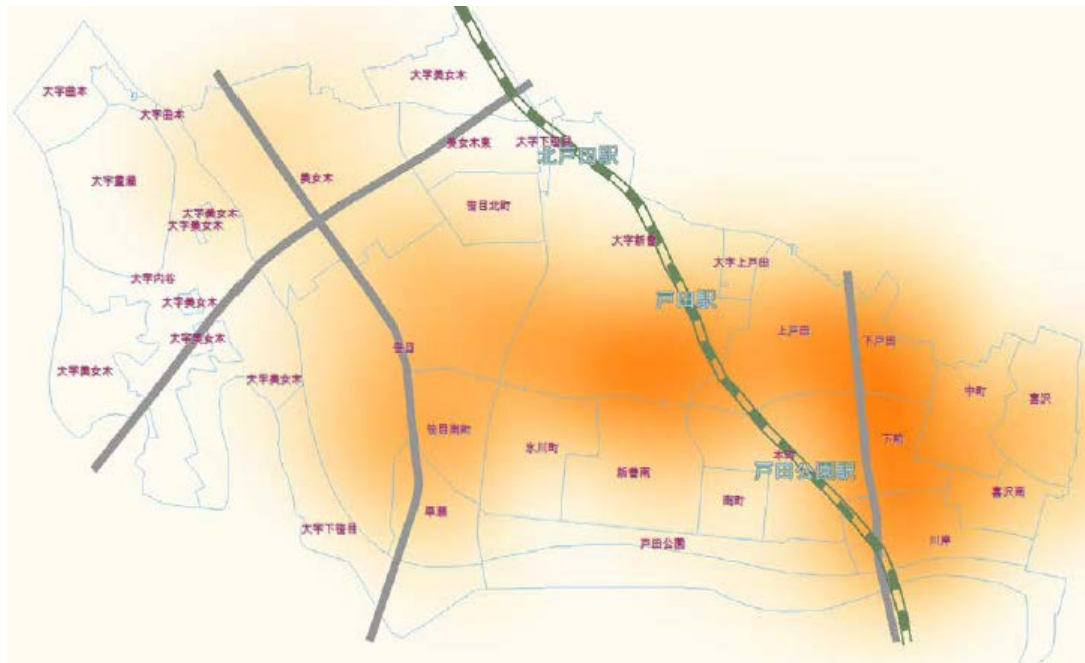 大字美女木
大字曲本
大字曲本
美女木東
大字下笹目
北戸田駅
大字重瀬
美女木
笹目北町
大字美女木
大字美女木
大字新曽
大字上戸田
大字内谷
大字美女木
戸田駅
上戸田
下戸田
大字美女木
笹目
大字美女木
大字美女木
中町
喜沢
笹目南町
氷川町
下前
本町
戸田公園駅
新曽南
南町
喜沢南
早瀬
大字下笹目
戸田公園
川岸